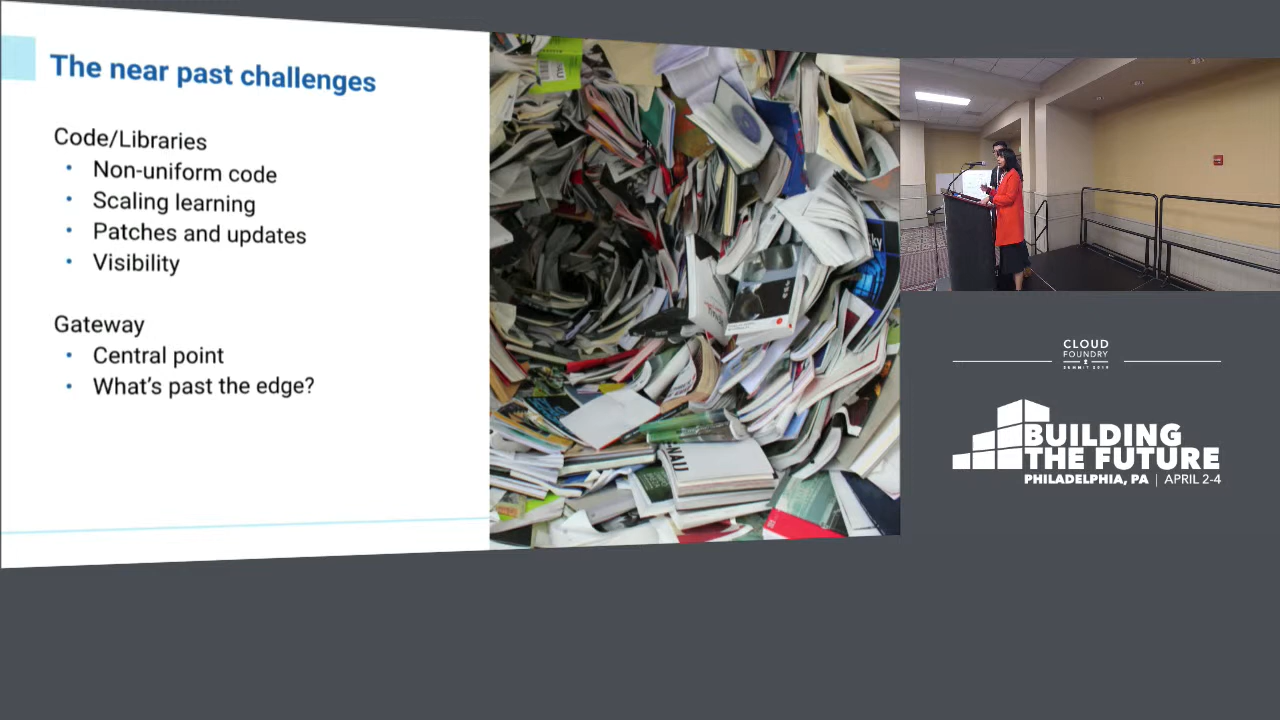 The near past challenges
Code/Libraries
• Non-uniform code
• Scaling learning
• Patches and updates
• Visibility
Gateway
• Central point
• What's past the edge?
CLOUD
FOUNDRY
SUMMIT 2019
BUILDING
THE FUTURE
PHILADELPHIA, PA | APRIL 2-4